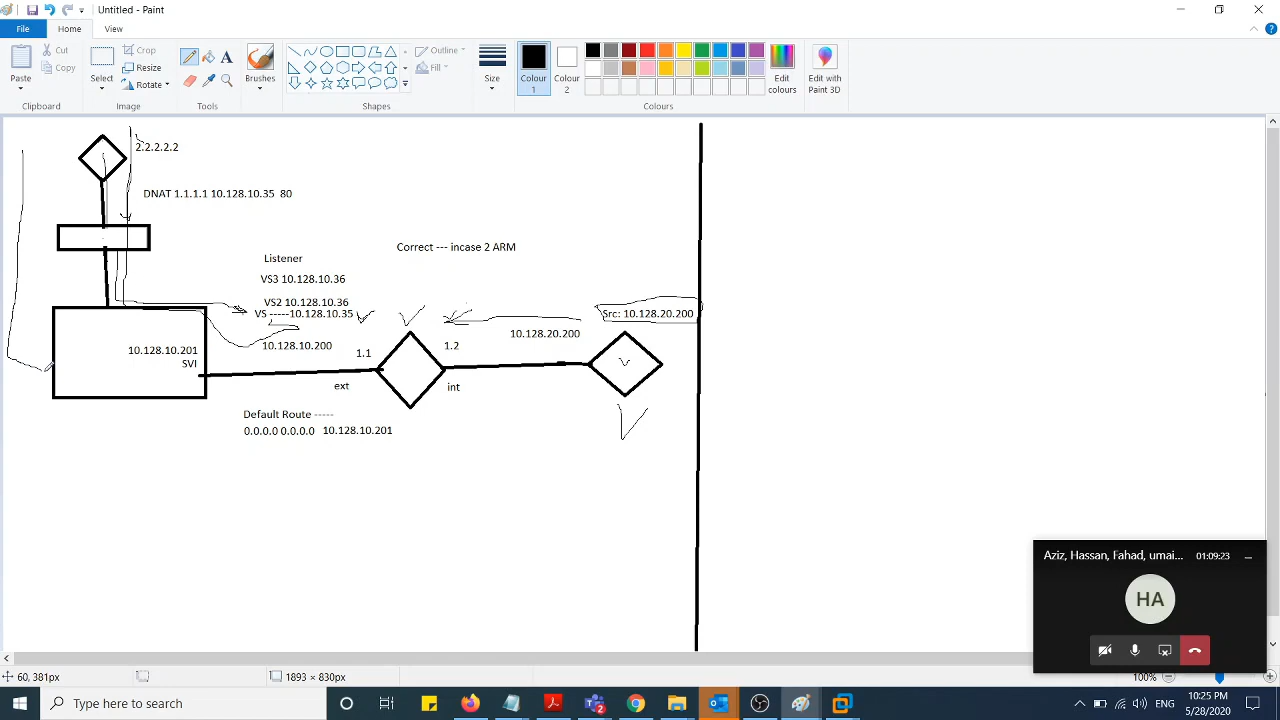 Untitled - Paint
File
Home
View
Paste
Cut
Copy
Clipboard
Select
Crop
Resize
Rotate
Image
Tools
Brushes
Shapes
Outline
Fill
Size
Colour 1
Colour 2
Edit colours
Colours
Edit with Paint 3D
2.2.2.2.2
DNAT 1.1.1.1 10.128.10.35 80
Correct --- incase 2 ARM
Listener
VS3 10.128.10.36
VS2 10.128.10.36
VS -----10.128.10.35
Src: 10.128.20.200
10.128.20.200
10.128.10.200
1.1
1.2
10.128.10.201
SVI
ext
int
Default Route -----
0.0.0.0 0.0.0.0 10.128.10.201
Aziz, Hassan, Fahad, umai...
01:09:23
HA
60, 381px
1893 × 830px
100%
Type here to search
ENG
10:25 PM
5/28/2020
2